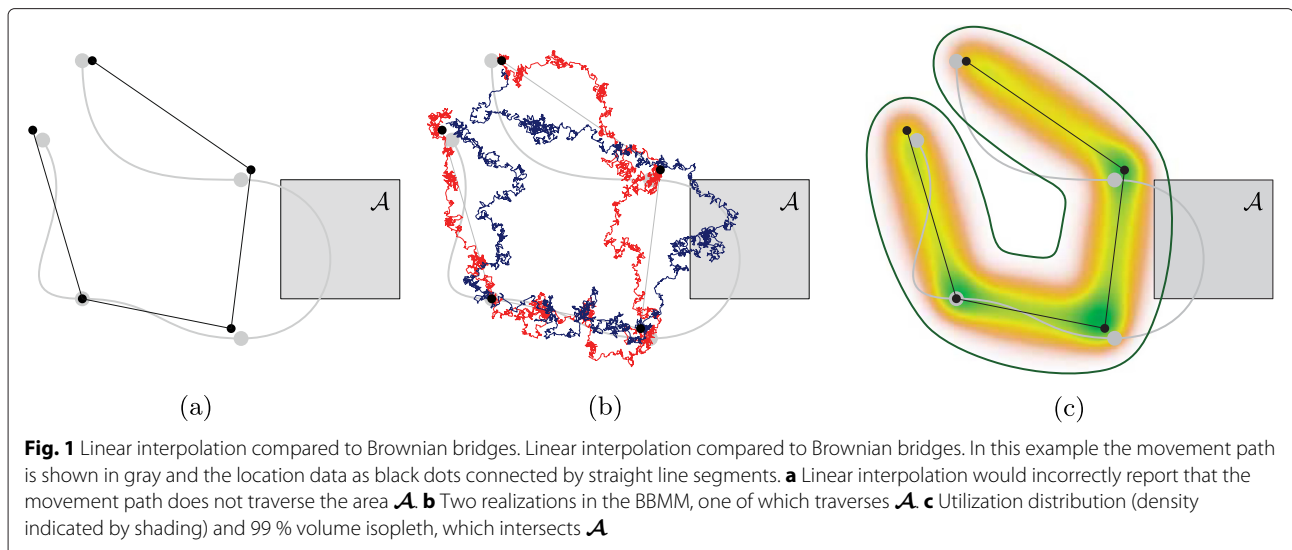 𝒜
𝒜
𝒜
(a)
(b)
(c)
Fig. 1 Linear interpolation compared to Brownian bridges. Linear interpolation compared to Brownian bridges. In this example the movement path
is shown in gray and the location data as black dots connected by straight line segments. a Linear interpolation would incorrectly report that the
movement path does not traverse the area 𝒜. b Two realizations in the BBMM, one of which traverses 𝒜. c Utilization distribution (density
indicated by shading) and 99 % volume isopleth, which intersects 𝒜